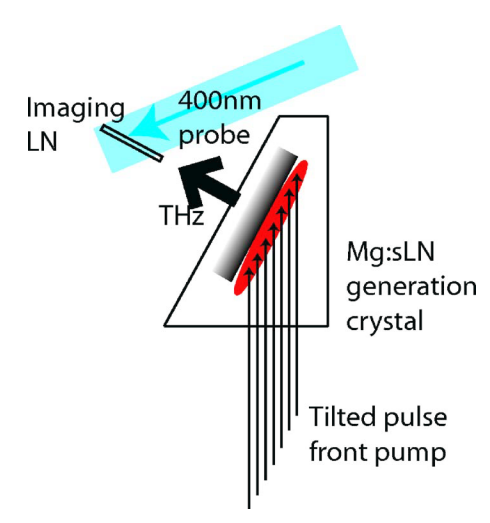 Imaging
LN
400nm
probe
THz
Mg:sLN
generation
crystal
Tilted pulse
front pump